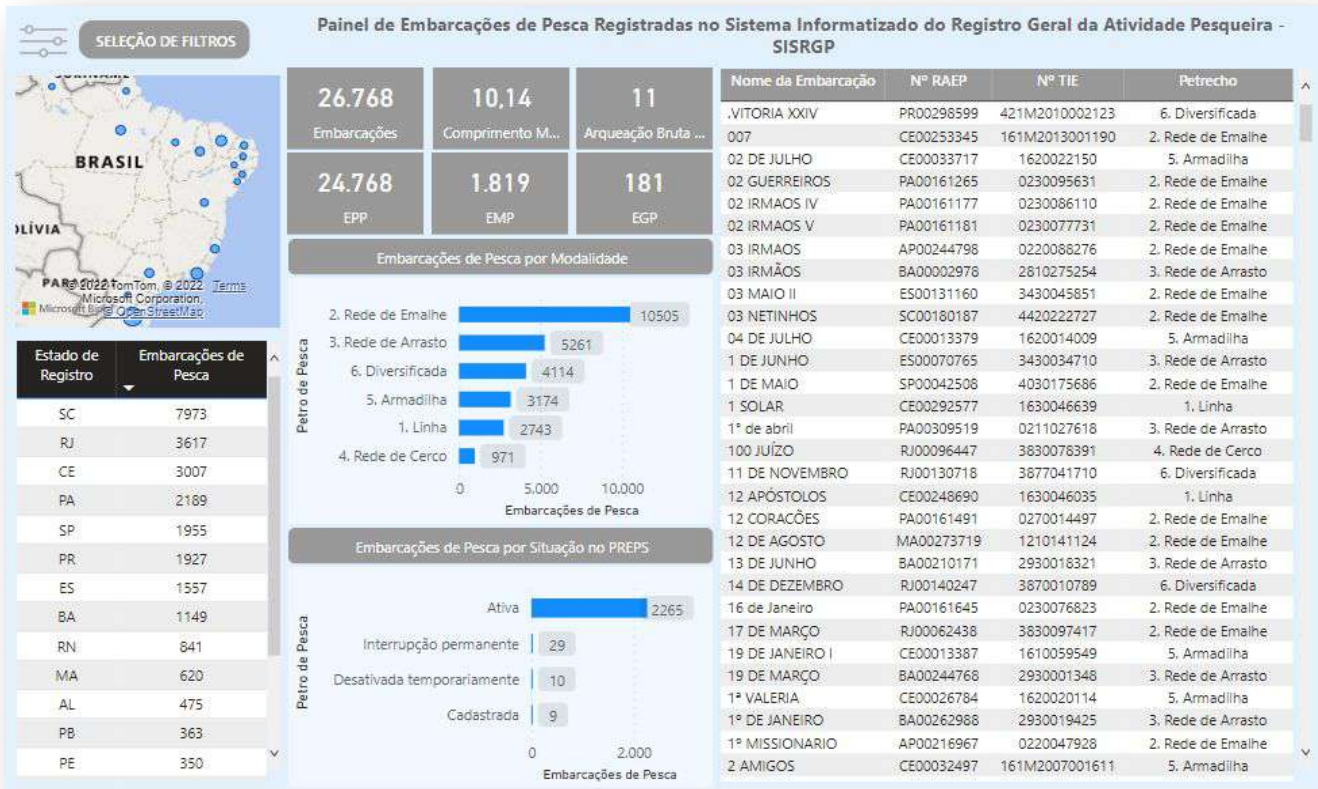 SELEÇÃO DE FILTROS
Painel de Embarcações de Pesca Registradas no Sistema Informatizado do Registro Geral da Atividade Pesqueira -
SISRGP
BRASIL
© 2022 TomTom, © 2022
Terms
Microsoft Corporation,
© OpenStreetMap
Estado de Registro Embarcações de Pesca
SC 7973
RJ 3617
CE 3007
PA 2189
SP 1955
PR 1927
ES 1557
BA 1149
RN 841
MA 620
AL 475
PB 363
PE 350
26.768 10,14 11
Embarcações Comprimento M... Arqueação Bruta ...
24.768 1.819 181
EPP EMP EGP
Embarcações de Pesca por Modalidade
Petro de Pesca
2. Rede de Emalhe 10505
3. Rede de Arrasto 5261
6. Diversificada 4114
5. Armadilha 3174
1. Linha 2743
4. Rede de Cerco 971
0 5.000 10.000
Embarcações de Pesca
Embarcações de Pesca por Situação no PREPS
Petro de Pesca
Ativa 2265
Interrupção permanente 29
Desativada temporariamente 10
Cadastrada 9
0 2.000
Embarcações de Pesca
Nome da Embarcação Nº RAEP Nº TIE Petrecho
.VITORIA XXIV PR00298599 421M2010002123 6. Diversificada
007 CE00253345 161M2013001190 2. Rede de Emalhe
02 DE JULHO CE00033717 1620022150 5. Armadilha
02 GUERREIROS PA00161265 0230095631 2. Rede de Emalhe
02 IRMAOS IV PA00161177 0230086110 2. Rede de Emalhe
02 IRMAOS V PA00161181 0230077731 2. Rede de Emalhe
03 IRMAOS AP00244798 0220088276 2. Rede de Emalhe
03 IRMÃOS BA00002978 2810275254 3. Rede de Arrasto
03 MAIO II ES00131160 3430045851 2. Rede de Emalhe
03 NETINHOS SC00180187 4420222727 2. Rede de Emalhe
04 DE JULHO CE00013379 1620014009 5. Armadilha
1 DE JUNHO ES00070765 3430034710 3. Rede de Arrasto
1 DE MAIO SP00042508 4030175686 2. Rede de Emalhe
1 SOLAR CE00292577 1630046639 1. Linha
1° de abril PA00309519 0211027618 3. Rede de Arrasto
100 JUÍZO RJ00096447 3830078391 4. Rede de Cerco
11 DE NOVEMBRO RJ00130718 3877041710 6. Diversificada
12 APÓSTOLOS CE00248690 1630046035 1. Linha
12 CORACÕES PA00161491 0270014497 2. Rede de Emalhe
12 DE AGOSTO MA00273719 1210141124 2. Rede de Emalhe
13 DE JUNHO BA00210171 2930018321 3. Rede de Arrasto
14 DE DEZEMBRO RJ00140247 3870010789 6. Diversificada
16 de Janeiro PA00161645 0230076823 2. Rede de Emalhe
17 DE MARÇO RJ00062438 3830097417 2. Rede de Emalhe
19 DE JANEIRO I CE00013387 1610059549 5. Armadilha
19 DE MARÇO BA00244768 2930001348 3. Rede de Arrasto
1ª VALERIA CE00026784 1620020114 5. Armadilha
1º DE JANEIRO BA00262988 2930019425 3. Rede de Arrasto
1º MISSIONARIO AP00216967 0220047928 2. Rede de Emalhe
2 AMIGOS CE00032497 161M2007001611 5. Armadilha